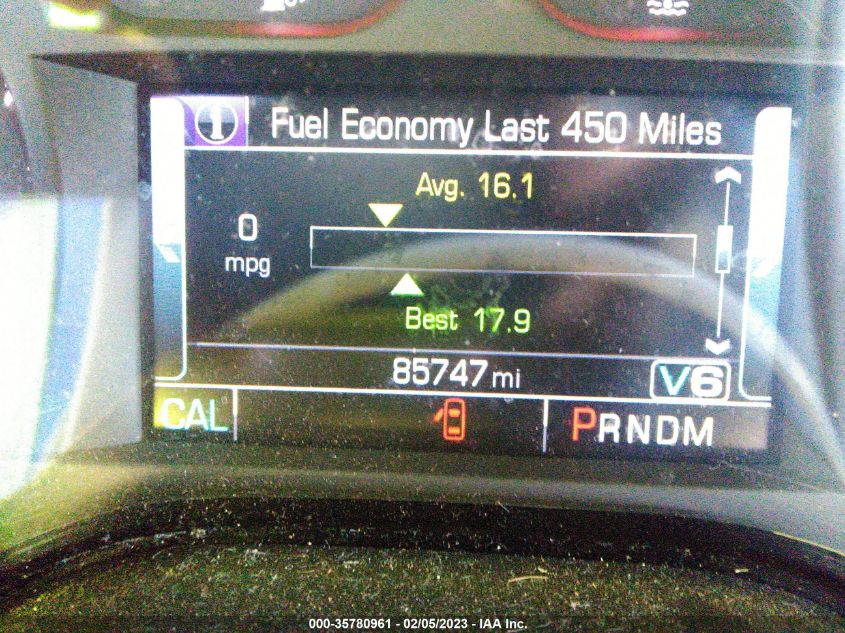 i Fuel Economy Last 450 Miles
Avg. 16.1
0
mpg
Best 17.9
85747 mi V6
CAL PRNDM
000-35780961 - 02/05/2023 - IAA Inc.